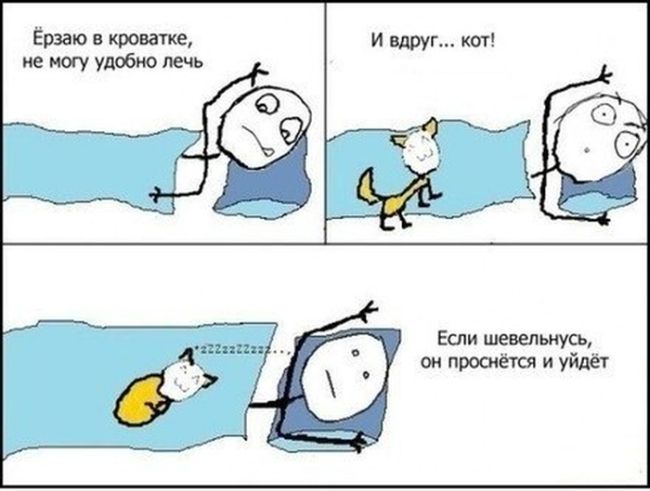 Ёрзаю в кроватке,
не могу удобно лечь
И вдруг... кот!
*zZZzzZZzzz...,
Если шевельнусь,
он проснётся и уйдёт